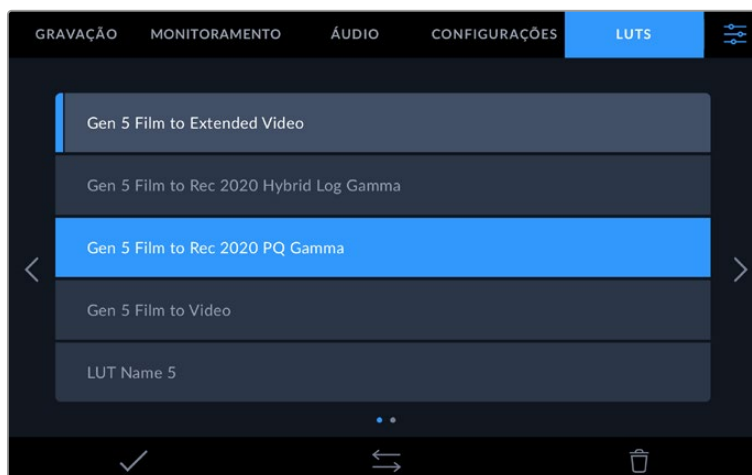 GRAVAÇÃO MONITORAMENTO ÁUDIO CONFIGURAÇÕES LUTS
Gen 5 Film to Extended Video
Gen 5 Film to Rec 2020 Hybrid Log Gamma
Gen 5 Film to Rec 2020 PQ Gamma
Gen 5 Film to Video
LUT Name 5